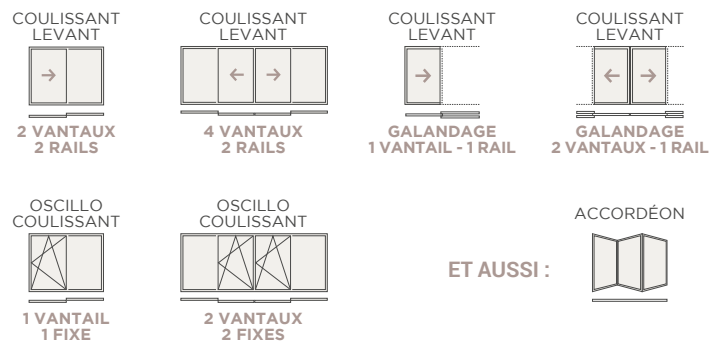 COULISSANT
LEVANT
2 VANTAUX
2 RAILS
COULISSANT
LEVANT
4 VANTAUX
2 RAILS
COULISSANT
LEVANT
GALANDAGE
1 VANTAIL - 1 RAIL
COULISSANT
LEVANT
GALANDAGE
2 VANTAUX - 1 RAIL
OSCILLO
COULISSANT
1 VANTAIL
1 FIXE
OSCILLO
COULISSANT
2 VANTAUX
2 FIXES
ET AUSSI :
ACCORDÉON